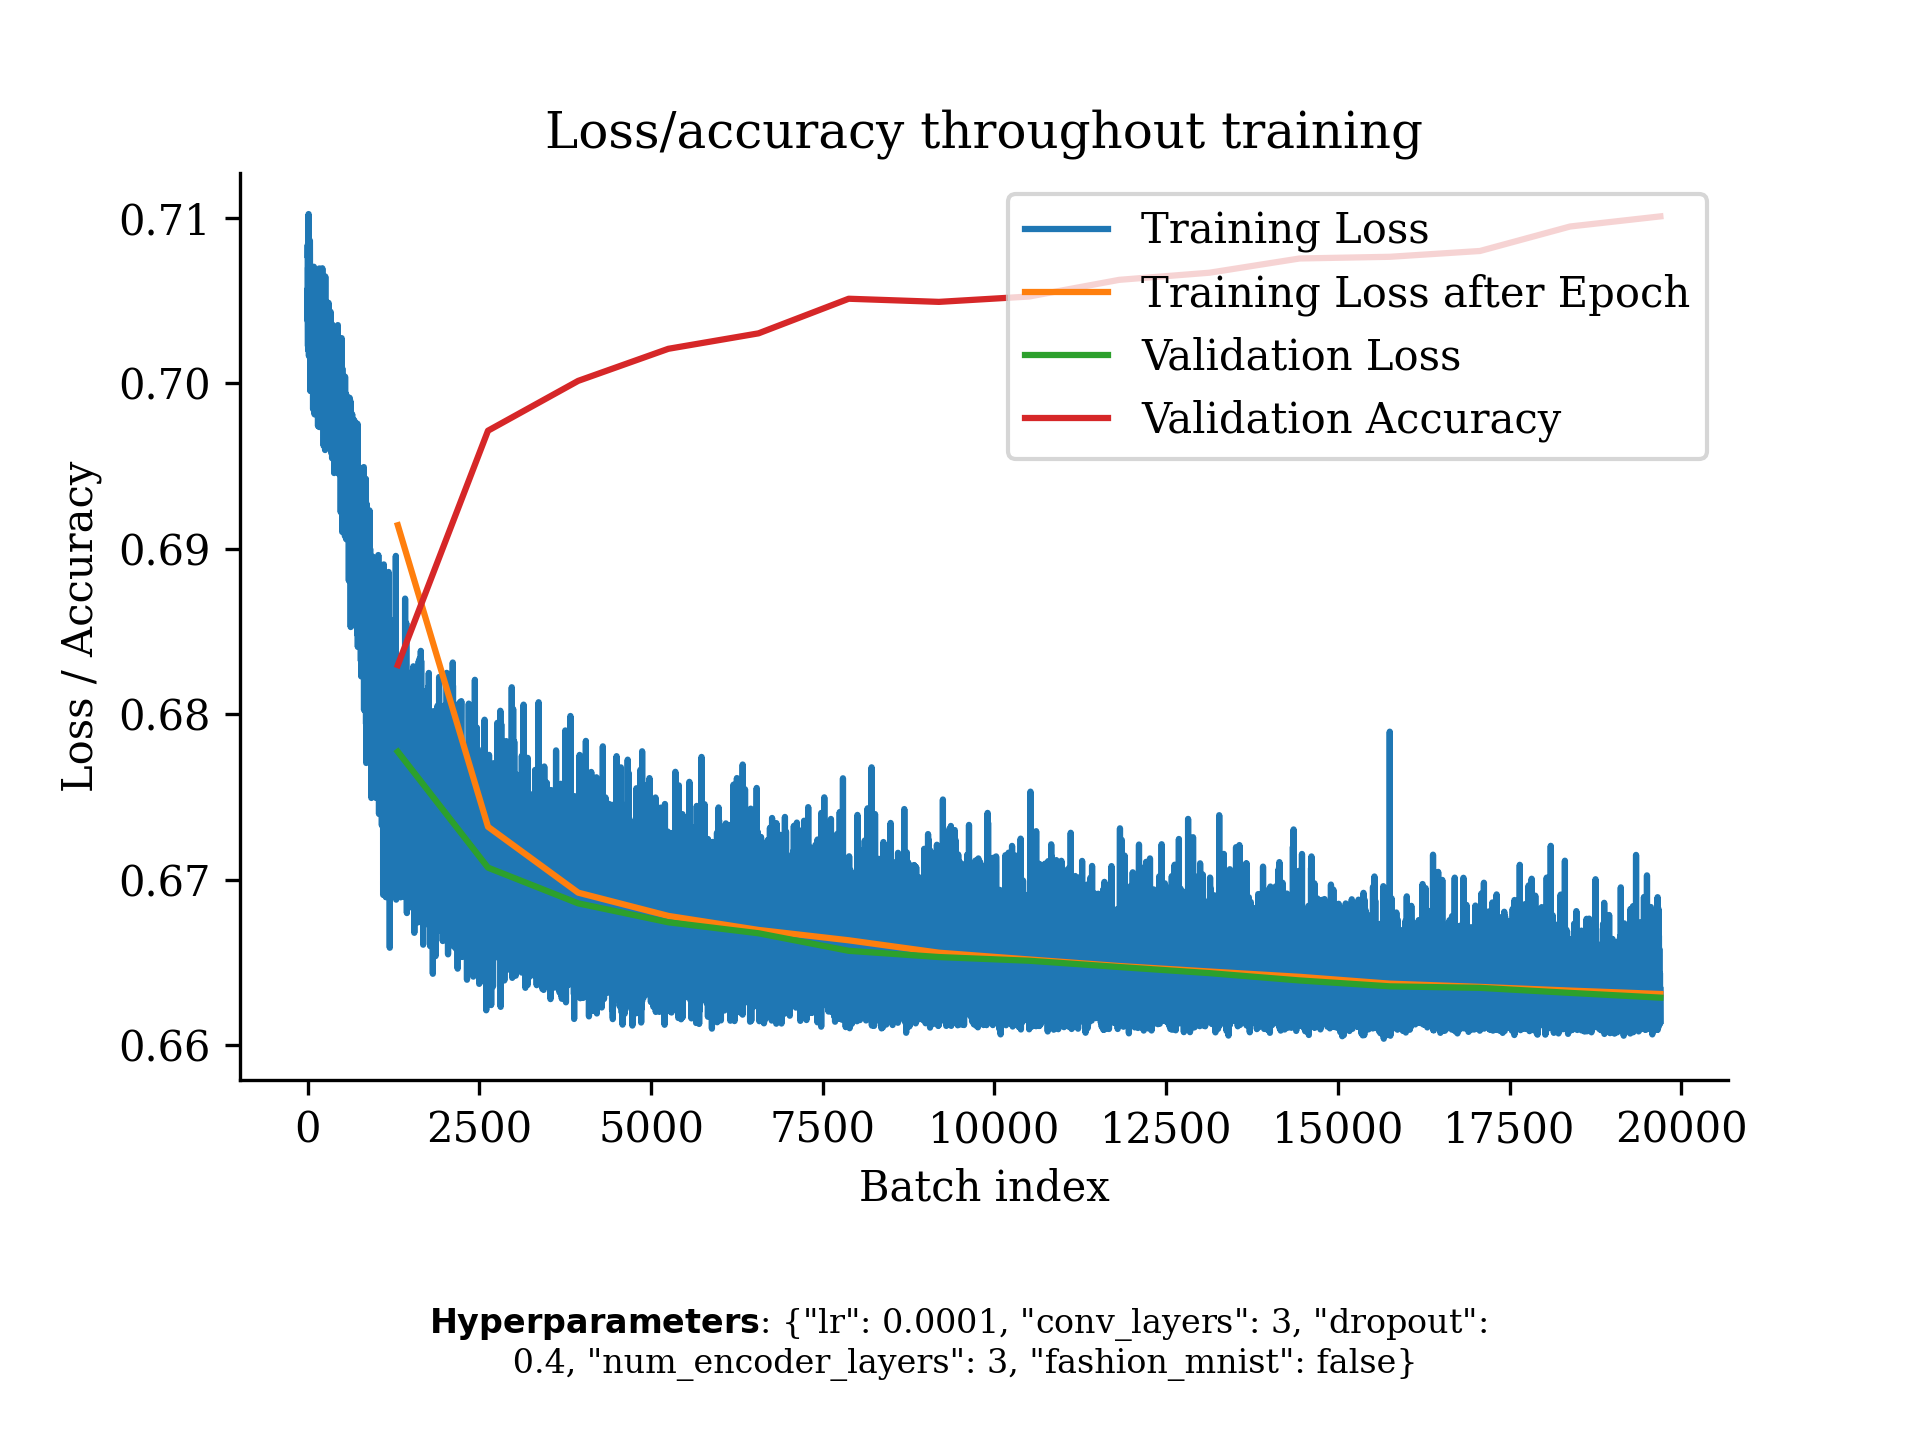 Loss/accuracy throughout training
Training Loss
Training Loss after Epoch
Validation Loss
Validation Accuracy
Loss / Accuracy
0.71
0.70
0.69
0.68
0.67
0.66
0 2500 5000 7500 10000 12500 15000 17500 20000
Batch index
Hyperparameters: {"lr": 0.0001, "conv_layers": 3, "dropout":
0.4, "num_encoder_layers": 3, "fashion_mnist": false}